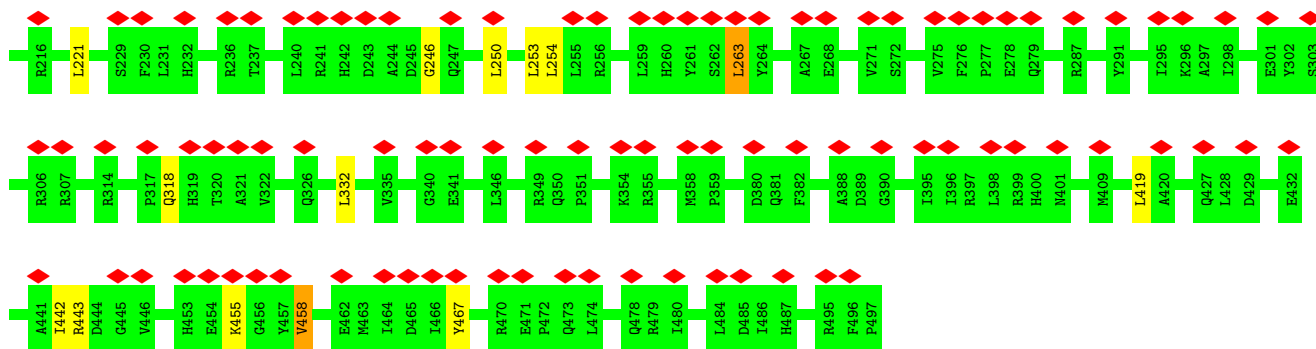 R216 L221 S229 F230 L231 H232 R236 T237 L240 R241 H242 D243 A244 D245 G246 Q247 L250 L253 L254 L255 R256 L259 H260 Y261 S262 L263 Y264 A267 E268 V271 S272 V275 F276 P277 E278 Q279 R287 Y291 I295 K296 A297 I298 E301 Y302 S303
R306 R307 R314 P317 Q318 H319 T320 A321 V322 Q326 L332 V335 G340 E341 L346 R349 Q350 P351 K354 R355 M358 P359 D380 Q381 F382 A388 D389 G390 I395 I396 R397 L398 R399 H400 N401 M409 L419 A420 Q427 L428 D429 E432
A441 I442 R443 D444 G445 V446 H453 E454 K455 G456 Y457 V458 E462 M463 I464 D465 I466 Y467 R470 E471 P472 Q473 L474 Q478 R479 I480 L484 D485 I486 H487 R495 F496 P497